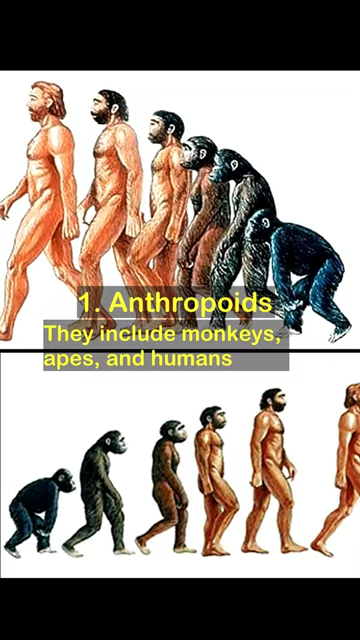 1. Anthropoids
They include monkeys,
apes, and humans